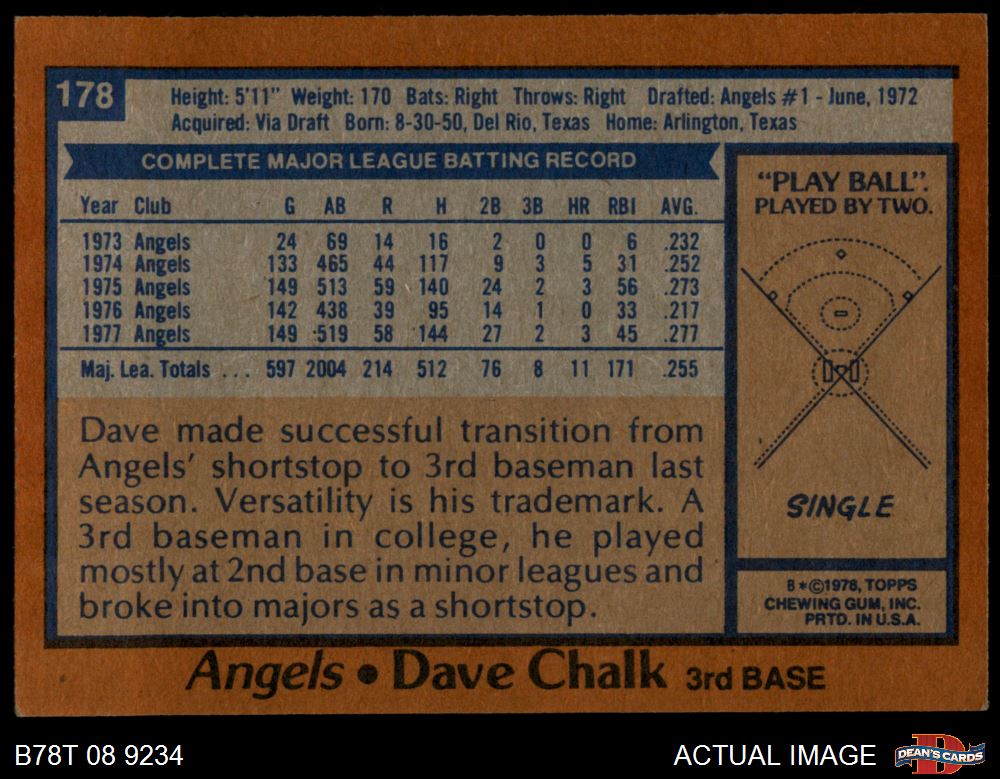 178
Height: 5'11" Weight: 170 Bats: Right Throws: Right Drafted: Angels #1 - June, 1972
Acquired: Via Draft Born: 8-30-50, Del Rio, Texas Home: Arlington, Texas
COMPLETE MAJOR LEAGUE BATTING RECORD
Year Club G AB R H 2B 3B HR RBI AVG.
1973 Angels 24 69 14 16 2 0 0 6 .232
1974 Angels 133 465 44 117 9 3 5 31 .252
1975 Angels 149 513 59 140 24 2 3 56 .273
1976 Angels 142 438 39 95 14 1 0 33 .217
1977 Angels 149 519 58 144 27 2 3 45 .277
Maj. Lea. Totals . . . 597 2004 214 512 76 8 11 171 .255
Dave made successful transition from
Angels' shortstop to 3rd baseman last
season. Versatility is his trademark. A
3rd baseman in college, he played
mostly at 2nd base in minor leagues and
broke into majors as a shortstop.
"PLAY BALL".
PLAYED BY TWO.
SINGLE
B*©1978, TOPPS
CHEWING GUM, INC.
PRTD. IN U.S.A.
Angels • Dave Chalk 3rd BASE
B78T 08 9234
ACTUAL IMAGE
DEAN'S CARDS